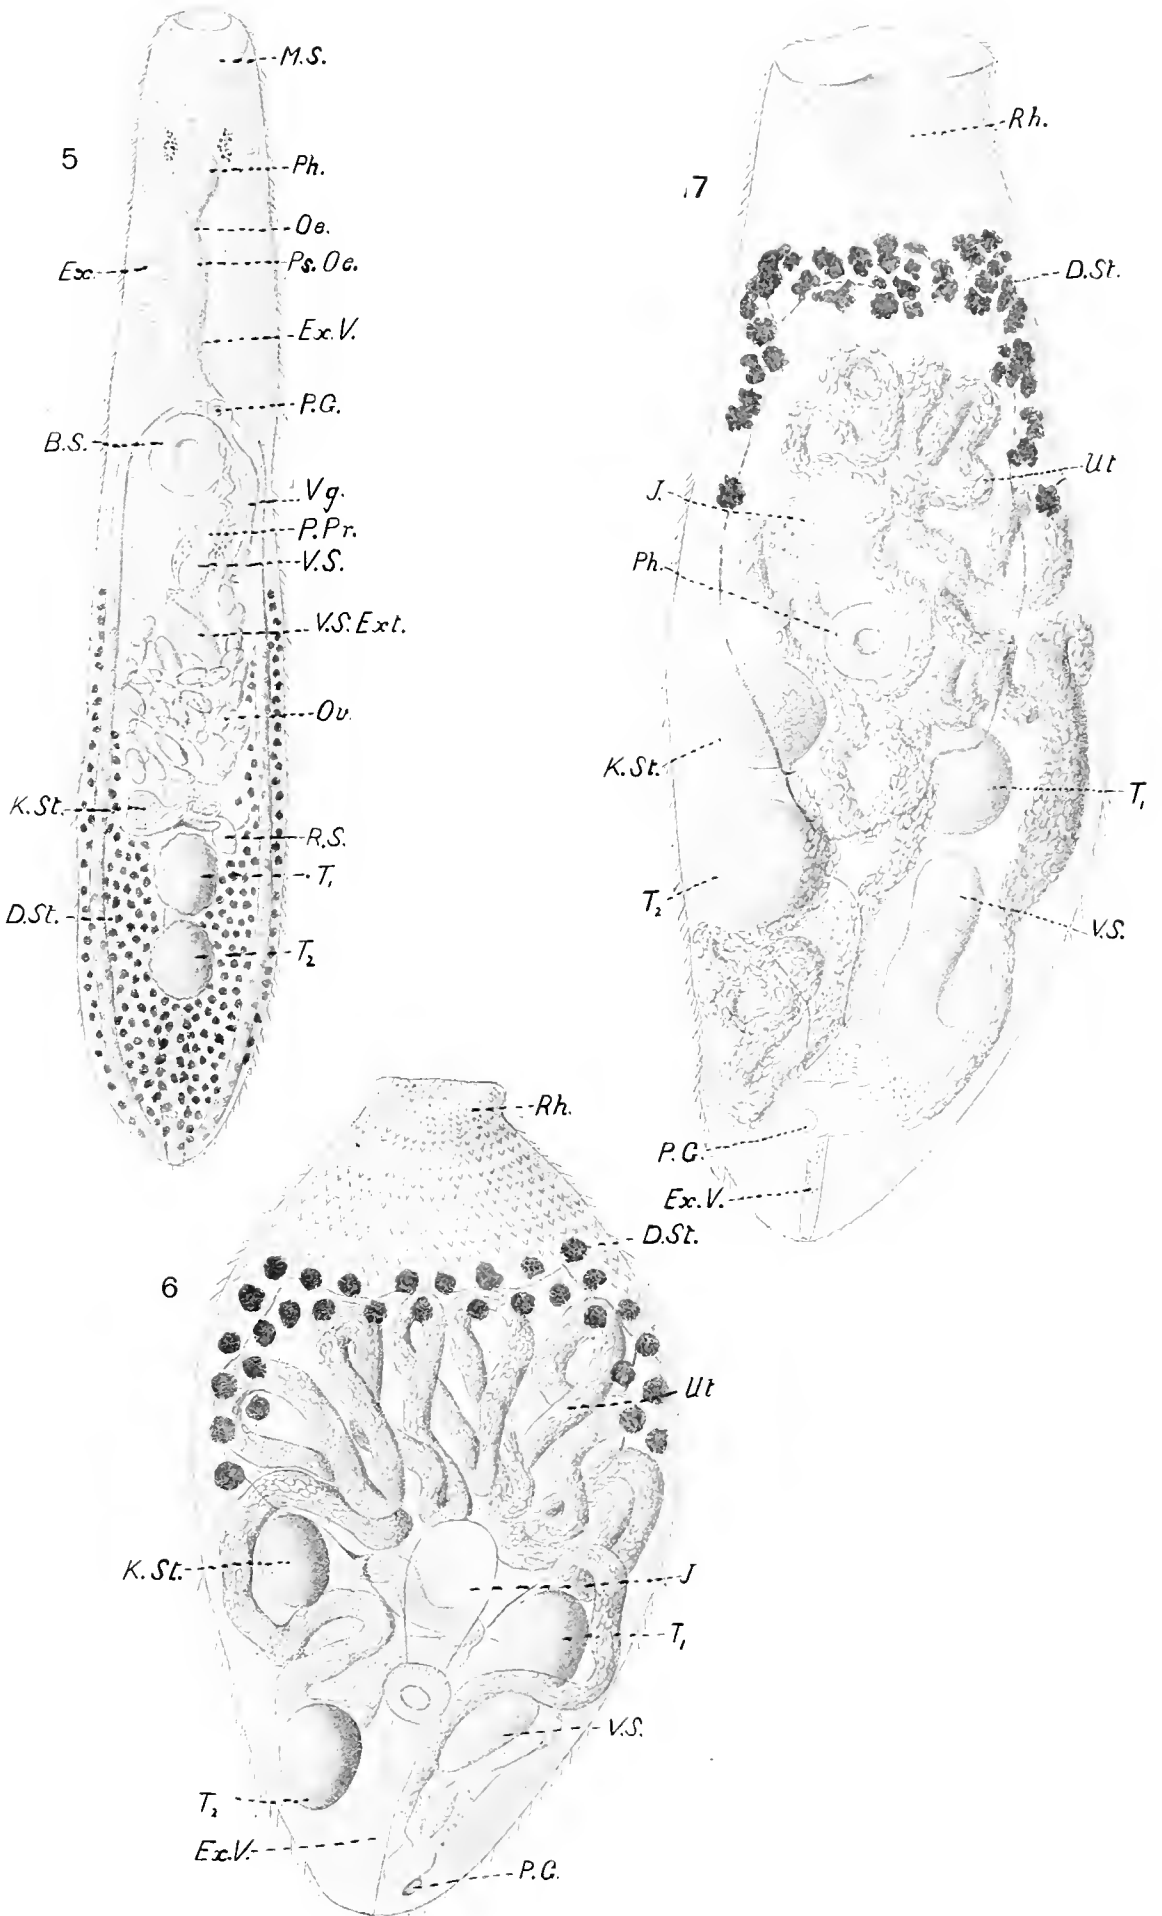 5
M.S.
Ph.
Oe.
Ps.Oe.
Ex.
Ex.V.
P.G.
B.S.
Vg.
P.Pr.
V.S.
V.S.Ext.
Ov.
K.St.
R.S.
T₁
D.St.
T₂
17
Rh.
D.St.
Ut
J.
Ph.
K.St.
T₁
T₂
V.S.
P.G.
Ex.V.
6
Rh.
D.St.
Ut
K.St.
J
T₁
V.S.
T₂
Ex.V.
P.G.